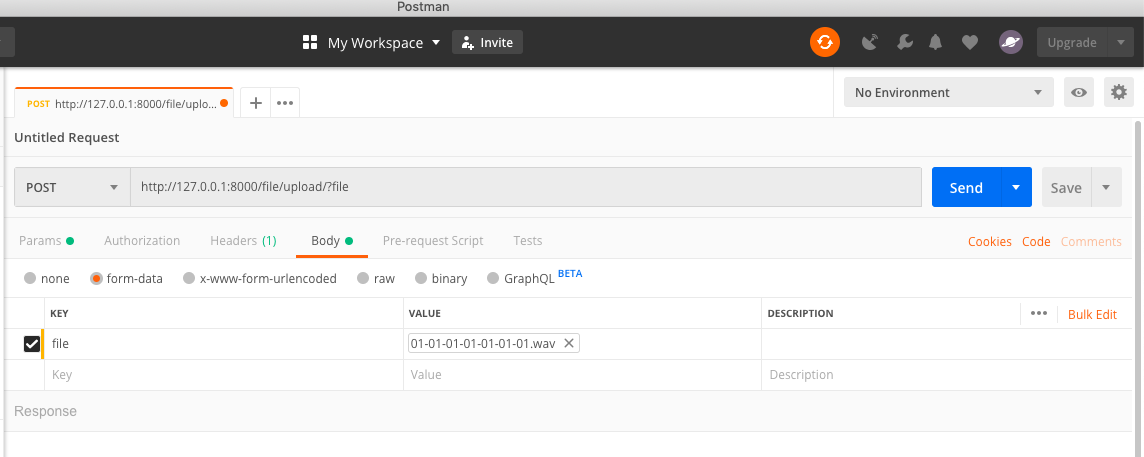 Postman
My Workspace Invite Upgrade
POST http://127.0.0.1:8000/file/uplo... + ••• No Environment
Untitled Request
POST http://127.0.0.1:8000/file/upload/?file Send Save
Params Authorization Headers (1) Body Pre-request Script Tests Cookies Code Comments
none form-data x-www-form-urlencoded raw binary GraphQL BETA
KEY VALUE DESCRIPTION ••• Bulk Edit
file 01-01-01-01-01-01-01.wav
Key Value Description
Response